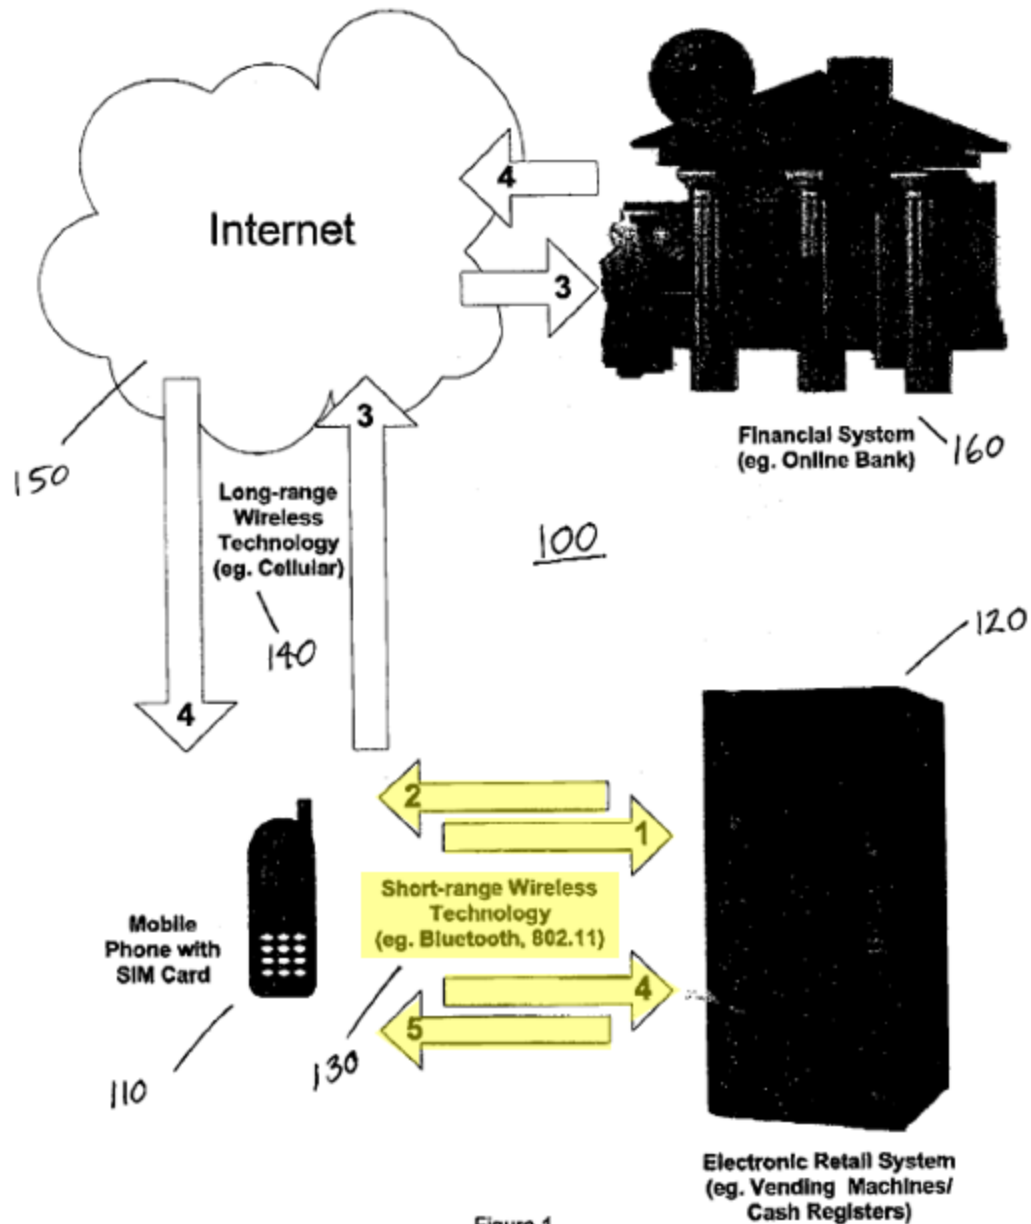 4
Internet
3
3
Financial System
(eg. Online Bank)
160
150
Long-range
Wireless
Technology
(eg. Cellular)
100
140
120
4
2
1
Short-range Wireless
Technology
(eg. Bluetooth, 802.11)
Mobile
Phone with
SIM Card
4
5
110
130
Electronic Retail System
(eg. Vending Machines/
Cash Registers)
Figure 1